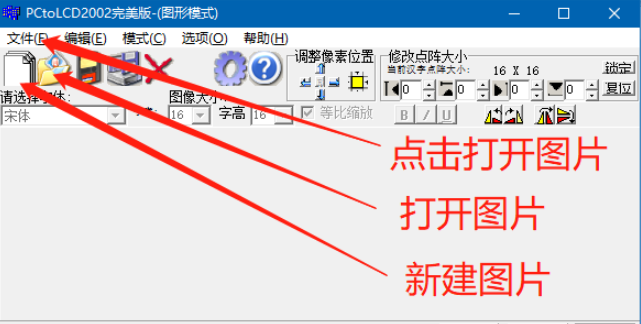 PCtoLCD2002完美版-(图形模式)
文件(F) 编辑(E) 模式(C) 选项(O) 帮助(H)
调整像素位置 修改点阵大小
当前汉字点阵大小: 16 X 16 锁定
0 0 0 0 复位
请选择字体: 图像大小
宋体 16 字高 16 等比缩放 B I U
点击打开图片
打开图片
新建图片